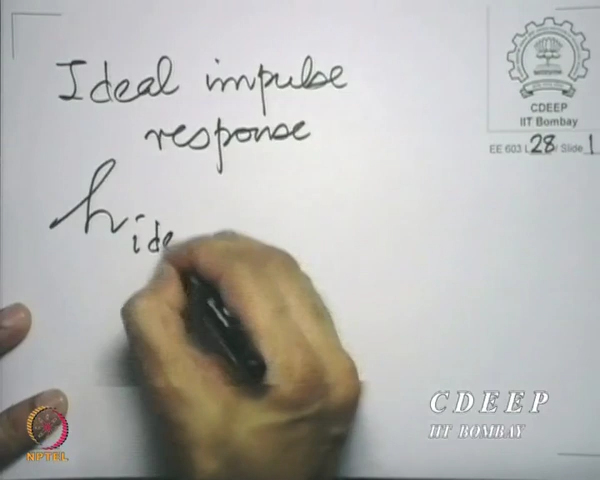 Ideal impulse
response
h ide
CDEEP
IIT Bombay
EE 603 L 28 / Slide 1
CDEEP
IIT BOMBAY
NPTEL